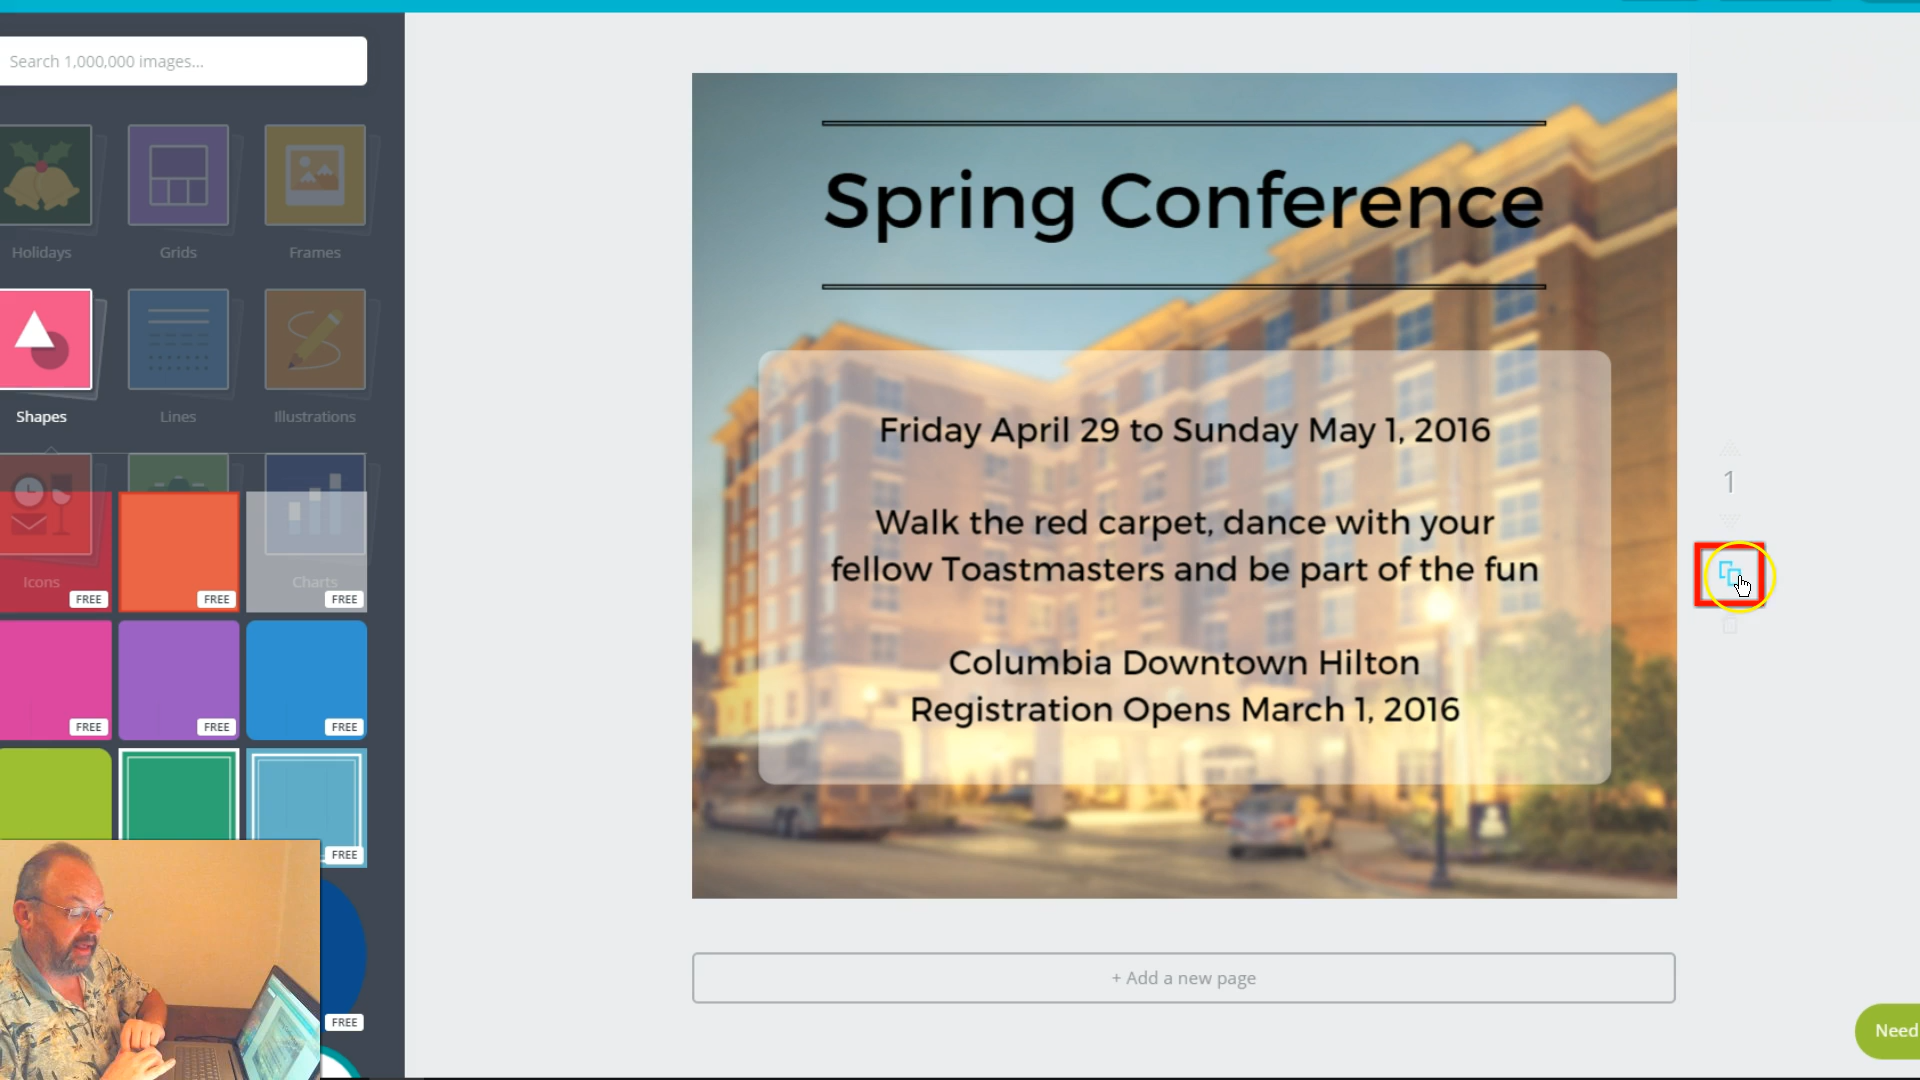 Search 1,000,000 images...
Holidays
Grids
Frames
Shapes
Lines
Illustrations
Icons
Charts
FREE
FREE
FREE
FREE
FREE
FREE
FREE
FREE
Spring Conference
Friday April 29 to Sunday May 1, 2016
Walk the red carpet, dance with your
fellow Toastmasters and be part of the fun
Columbia Downtown Hilton
Registration Opens March 1, 2016
1
+ Add a new page
Need